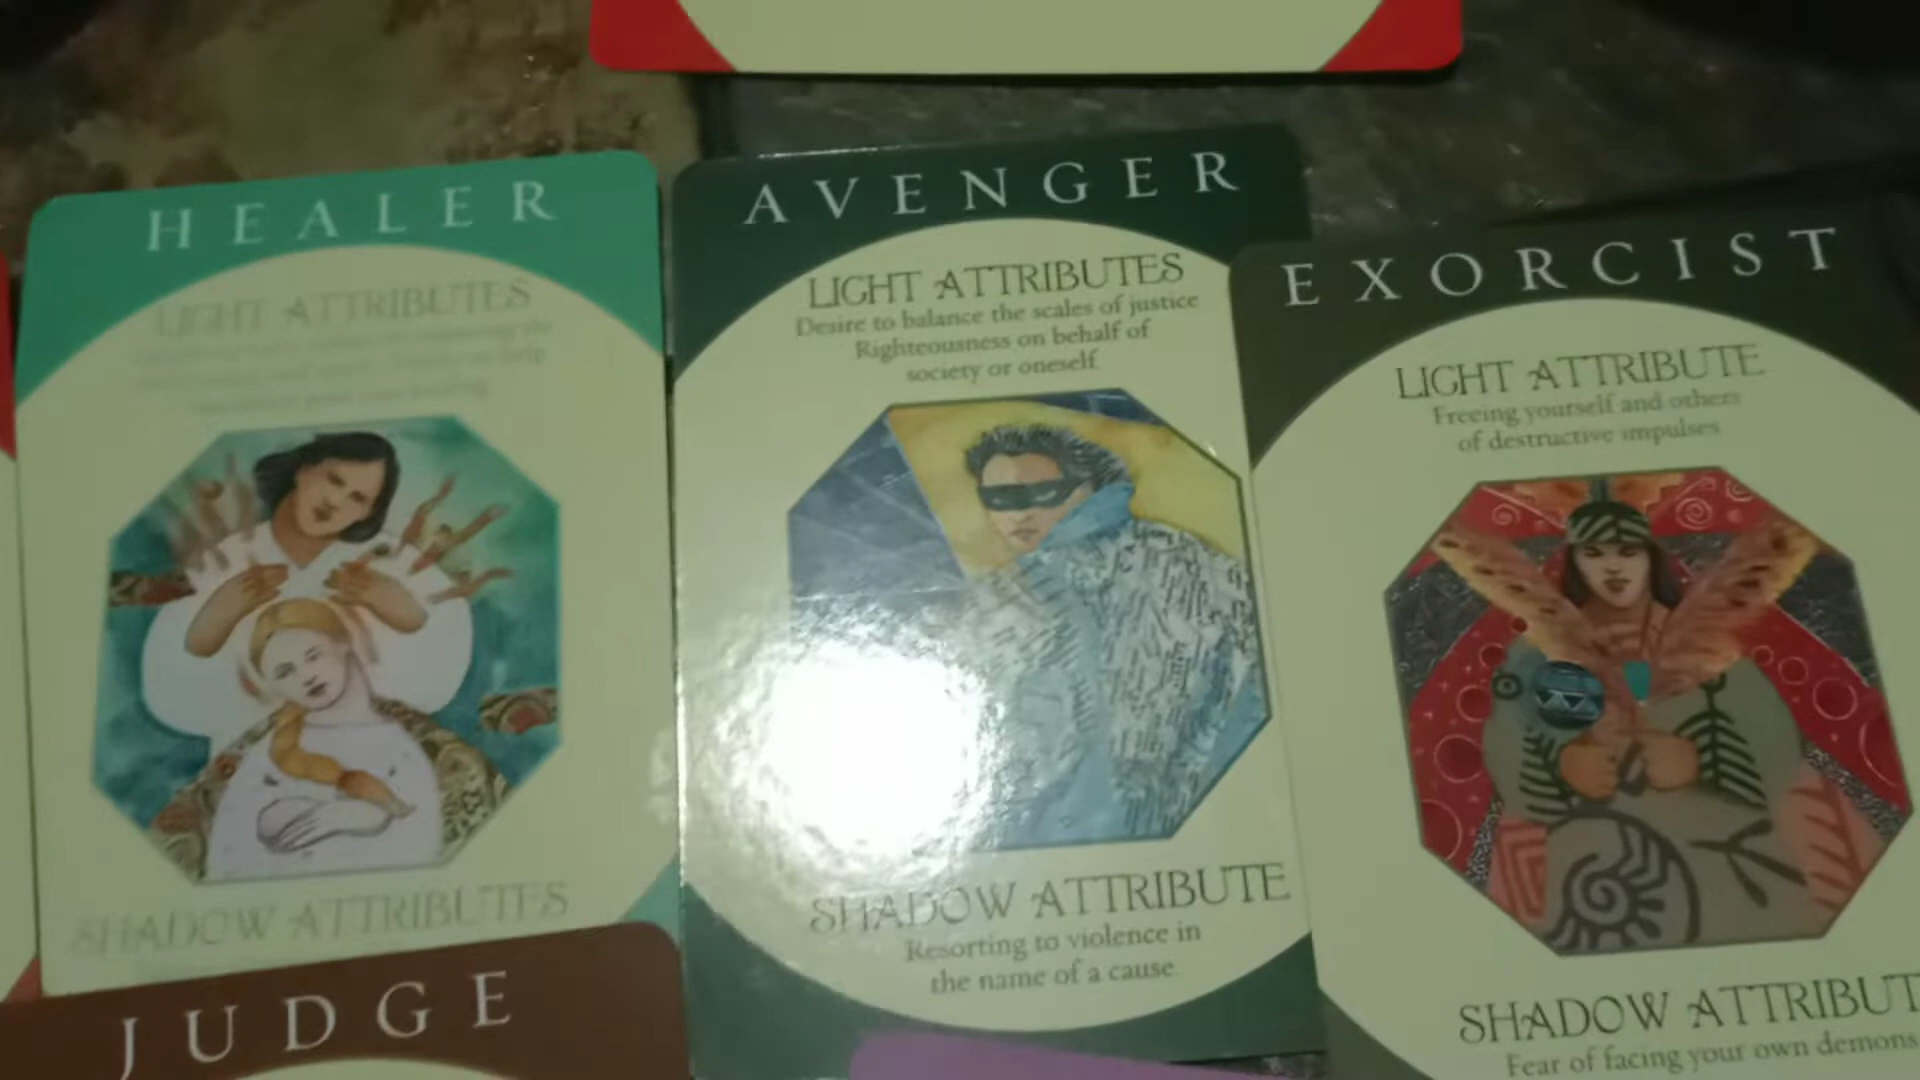 HEALER
LIGHT ATTRIBUTES
help
SHADOW ATTRIBUTES
JUDGE
AVENGER
LIGHT ATTRIBUTES
Desire to balance the scales of justice
Righteousness on behalf of
society or oneself.
SHADOW ATTRIBUTE
Resorting to violence in
the name of a cause.
EXORCIST
LIGHT ATTRIBUTE
Freeing yourself and others
of destructive impulses.
SHADOW ATTRIBUT
Fear of facing your own demons.